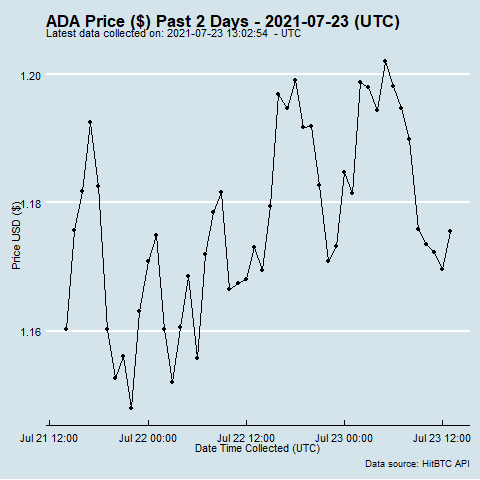 ADA Price ($) Past 2 Days - 2021-07-23 (UTC)
Latest data collected on: 2021-07-23 13:02:54 - UTC
1.20
1.18
1.16
Price USD ($)
Jul 21 12:00 Jul 22 00:00 Jul 22 12:00 Jul 23 00:00 Jul 23 12:00
Date Time Collected (UTC)
Data source: HitBTC API